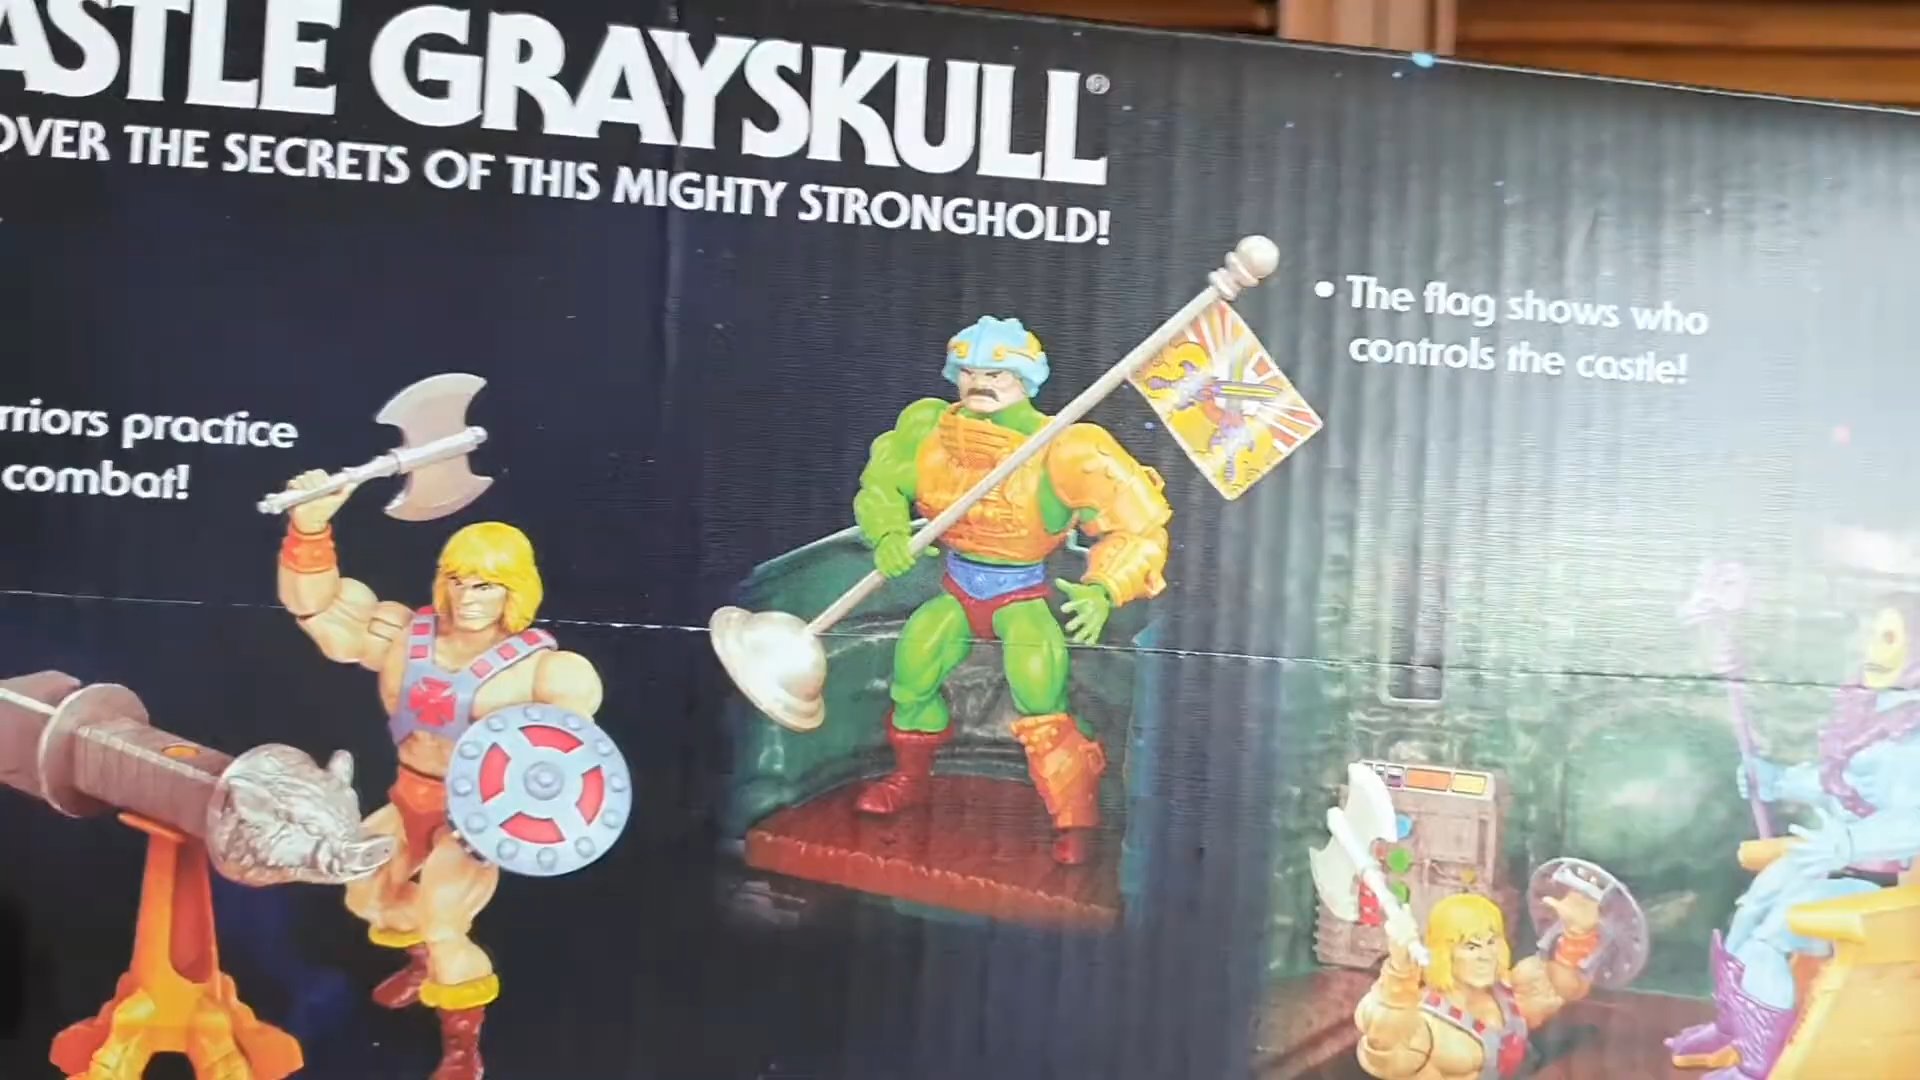 ASTLE GRAYSKULL®
OVER THE SECRETS OF THIS MIGHTY STRONGHOLD!
• The flag shows who
controls the castle!
rriors practice
combat!